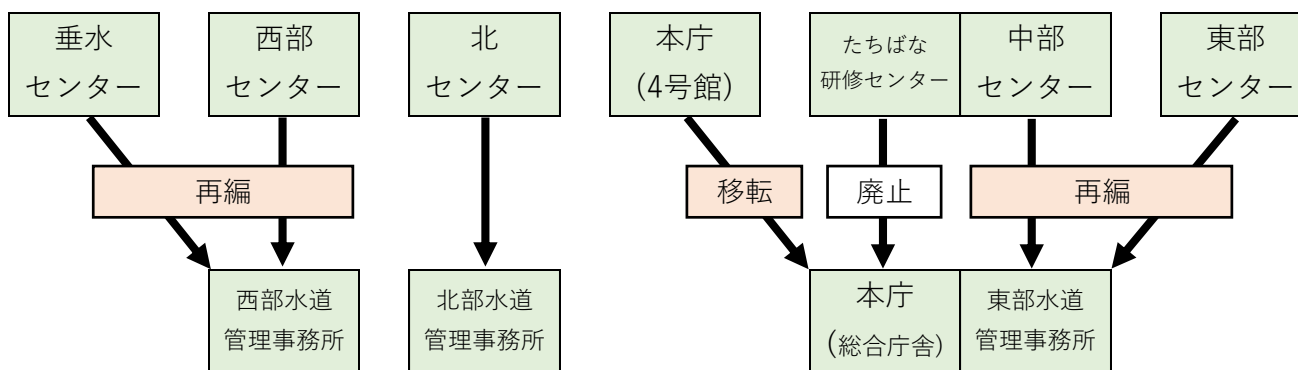 垂水
センター
西部
センター
北
センター
本庁
(4号館)
たちばな
研修センター
中部
センター
東部
センター
再編
移転
廃止
再編
西部水道
管理事務所
北部水道
管理事務所
本庁
(総合庁舎)
東部水道
管理事務所